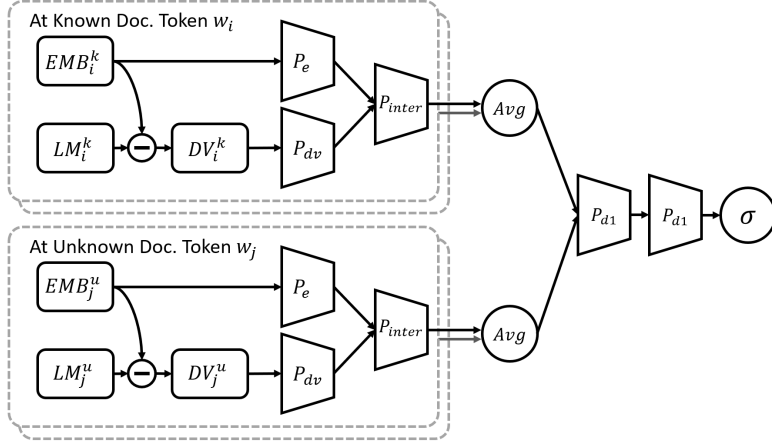 At Known Doc. Token w_i
EMB_i^k
P_e
P_inter
Avg
LM_i^k
−
DV_i^k
P_dv
P_d1
P_d1
σ
At Unknown Doc. Token w_j
EMB_j^u
P_e
P_inter
Avg
LM_j^u
−
DV_j^u
P_dv